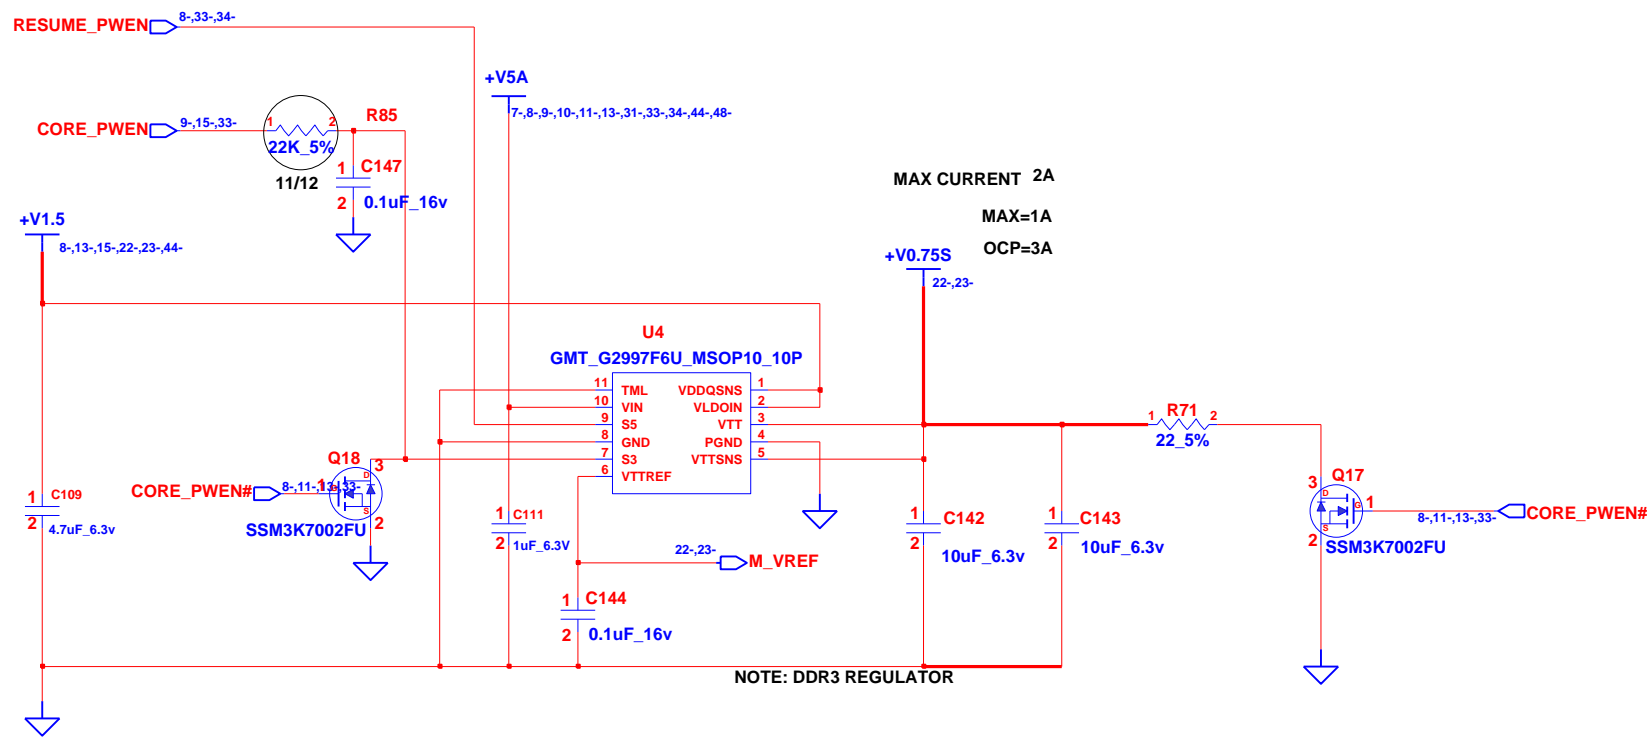 RESUME_PWEN
8-,33-,34-
+V5A
7-,8-,9-,10-,11-,13-,31-,33-,34-,44-,48-
CORE_PWEN
9-,15-,33-
1
2
R85
22K_5%
11/12
1
C147
2
0.1uF_16v
+V1.5
8-,13-,15-,22-,23-,44-
MAX CURRENT 2A
MAX=1A
OCP=3A
+V0.75S
22-,23-
U4
GMT_G2997F6U_MSOP10_10P
11 TML VDDQSNS 1
10 VIN VLDOIN 2
9 S5 VTT 3
8 GND PGND 4
7 S3 VTTSNS 5
6 VTTREF
1 R71 2
22_5%
Q18
3
D
CORE_PWEN#
8-,11-,13-,33-
1
G
S
2
SSM3K7002FU
1 C109
2
4.7uF_6.3v
1 C111
2
1uF_6.3V
22-,23-
M_VREF
1 C144
2
0.1uF_16v
1 C142
2
10uF_6.3v
1 C143
2
10uF_6.3v
Q17
3
D
1
G
S
2
8-,11-,13-,33-
CORE_PWEN#
SSM3K7002FU
NOTE: DDR3 REGULATOR